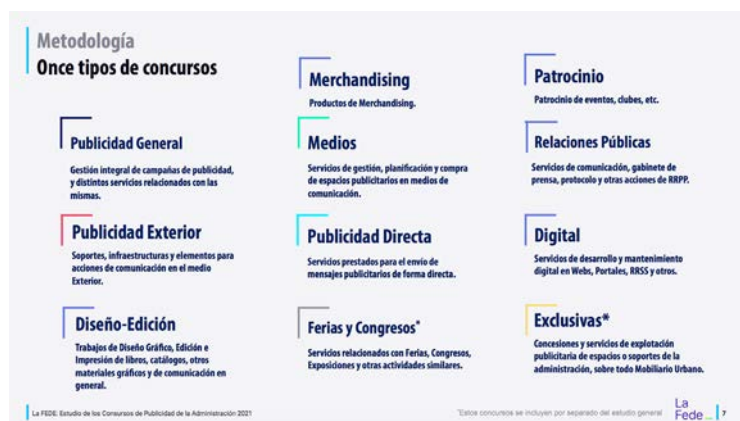 Metodología
Once tipos de concursos
Merchandising
Productos de Merchandising.
Patrocinio
Patrocinio de eventos, clubes, etc.
Publicidad General
Gestión integral de campañas de publicidad,
y distintos servicios relacionados con las
mismas.
Medios
Servicios de gestión, planificación y compra
de espacios publicitarios en medios de
comunicación.
Relaciones Públicas
Servicios de comunicación, gabinete de
prensa, protocolo y otras acciones de RRPP.
Publicidad Exterior
Soportes, infraestructuras y elementos para
acciones de comunicación en el medio
Exterior.
Publicidad Directa
Servicios prestados para el envío de
mensajes publicitarios de forma directa.
Digital
Servicios de desarrollo y mantenimiento
digital en Webs, Portales, RRSS y otros.
Diseño-Edición
Trabajos de Diseño Gráfico, Edición e
Impresión de libros, catálogos, otros
materiales gráficos y de comunicación en
general.
Ferias y Congresos*
Servicios relacionados con Ferias, Congresos,
Exposiciones y otras actividades similares.
Exclusivas*
Concesiones y servicios de explotación
publicitaria de espacios o soportes de la
administración, sobre todo Mobiliario Urbano.
La FEDE: Estudio de los Consursos de Publicidad de la Administración 2021
*Estos concursos se incluyen por separado del estudio general
La
Fede_
7